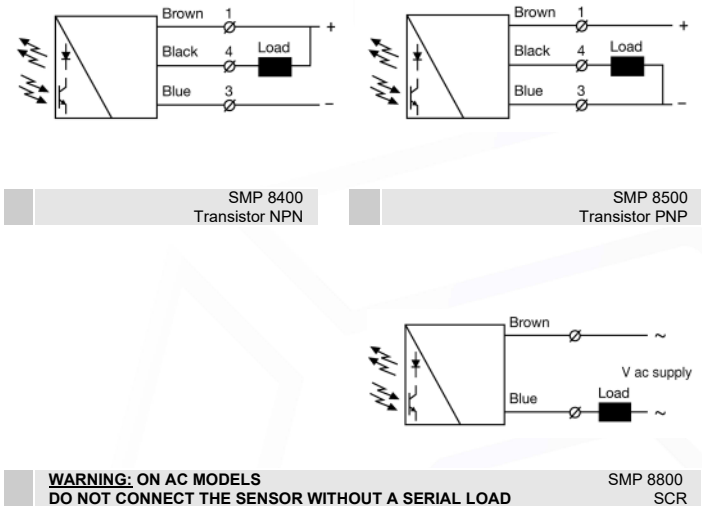 Brown 1
+
Black 4 Load
Blue 3
–
Brown 1
+
Black 4 Load
Blue 3
–
SMP 8400
Transistor NPN
SMP 8500
Transistor PNP
Brown
~
V ac supply
Blue Load
~
WARNING: ON AC MODELS
DO NOT CONNECT THE SENSOR WITHOUT A SERIAL LOAD
SMP 8800
SCR